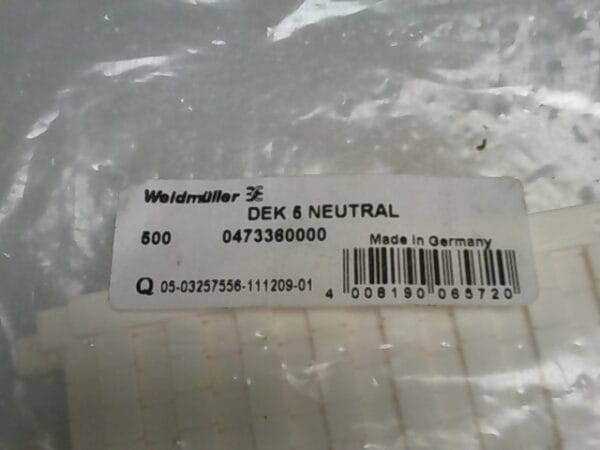 Weidmüller
DEK 5 NEUTRAL
500 0473360000
Made in Germany
Q 05-03257556-111209-01
4 008190 065720